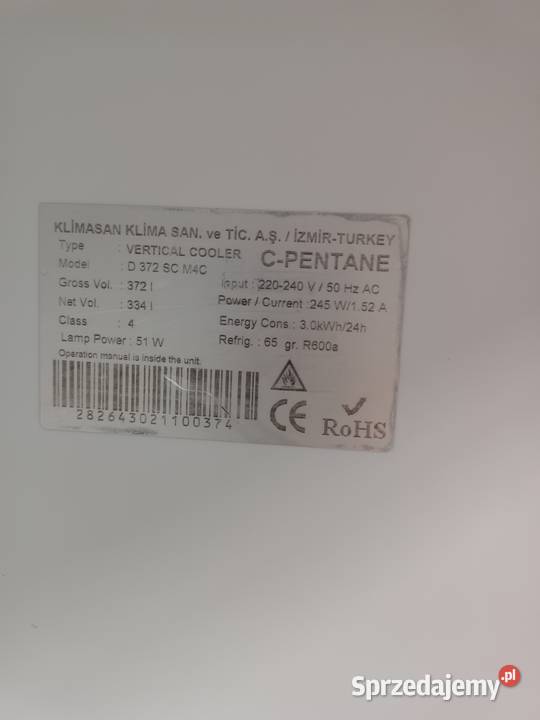 KLİMASAN KLİMA SAN. ve TİC. A.Ş. / İZMİR-TURKEY
Type : VERTICAL COOLER
C-PENTANE
Model : D 372 SC M4C
Gross Vol. : 372 l
Input : 220-240 V / 50 Hz AC
Net Vol. : 334 l
Power / Current : 245 W/1.52 A
Class : 4
Energy Cons.: 3.0kWh/24h
Lamp Power : 51 W
Refrig. : 65 gr. R600a
Operation manual is inside the unit.
282643021100374
CE
RoHS
Sprzedajemy.pl